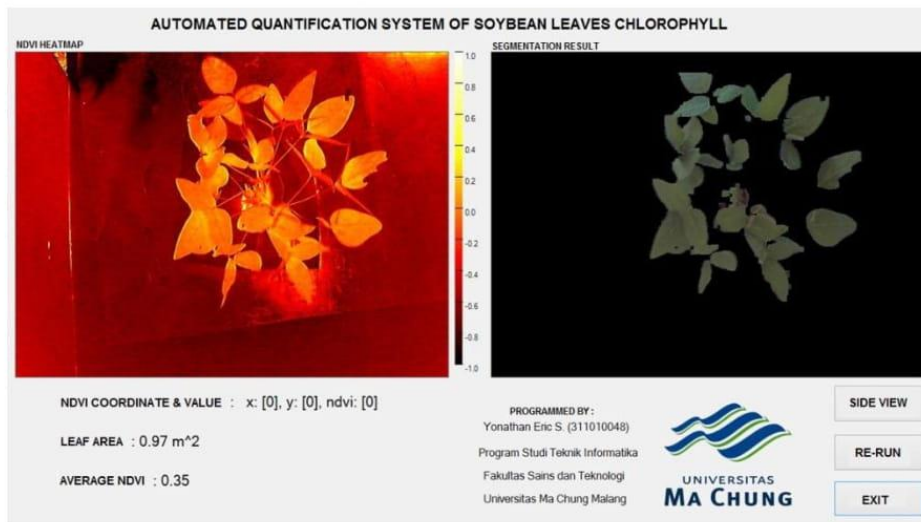 AUTOMATED QUANTIFICATION SYSTEM OF SOYBEAN LEAVES CHLOROPHYLL
NDVI HEATMAP
SEGMENTATION RESULT
1.0
0.8
0.6
0.4
0.2
0.0
-0.2
-0.4
-0.6
-0.8
-1.0
NDVI COORDINATE & VALUE : x: [0], y: [0], ndvi: [0]
LEAF AREA : 0.97 m^2
AVERAGE NDVI : 0.35
PROGRAMMED BY :
Yonathan Eric S. (311010048)
Program Studi Teknik Informatika
Fakultas Sains dan Teknologi
Universitas Ma Chung Malang
UNIVERSITAS
MA CHUNG
SIDE VIEW
RE-RUN
EXIT